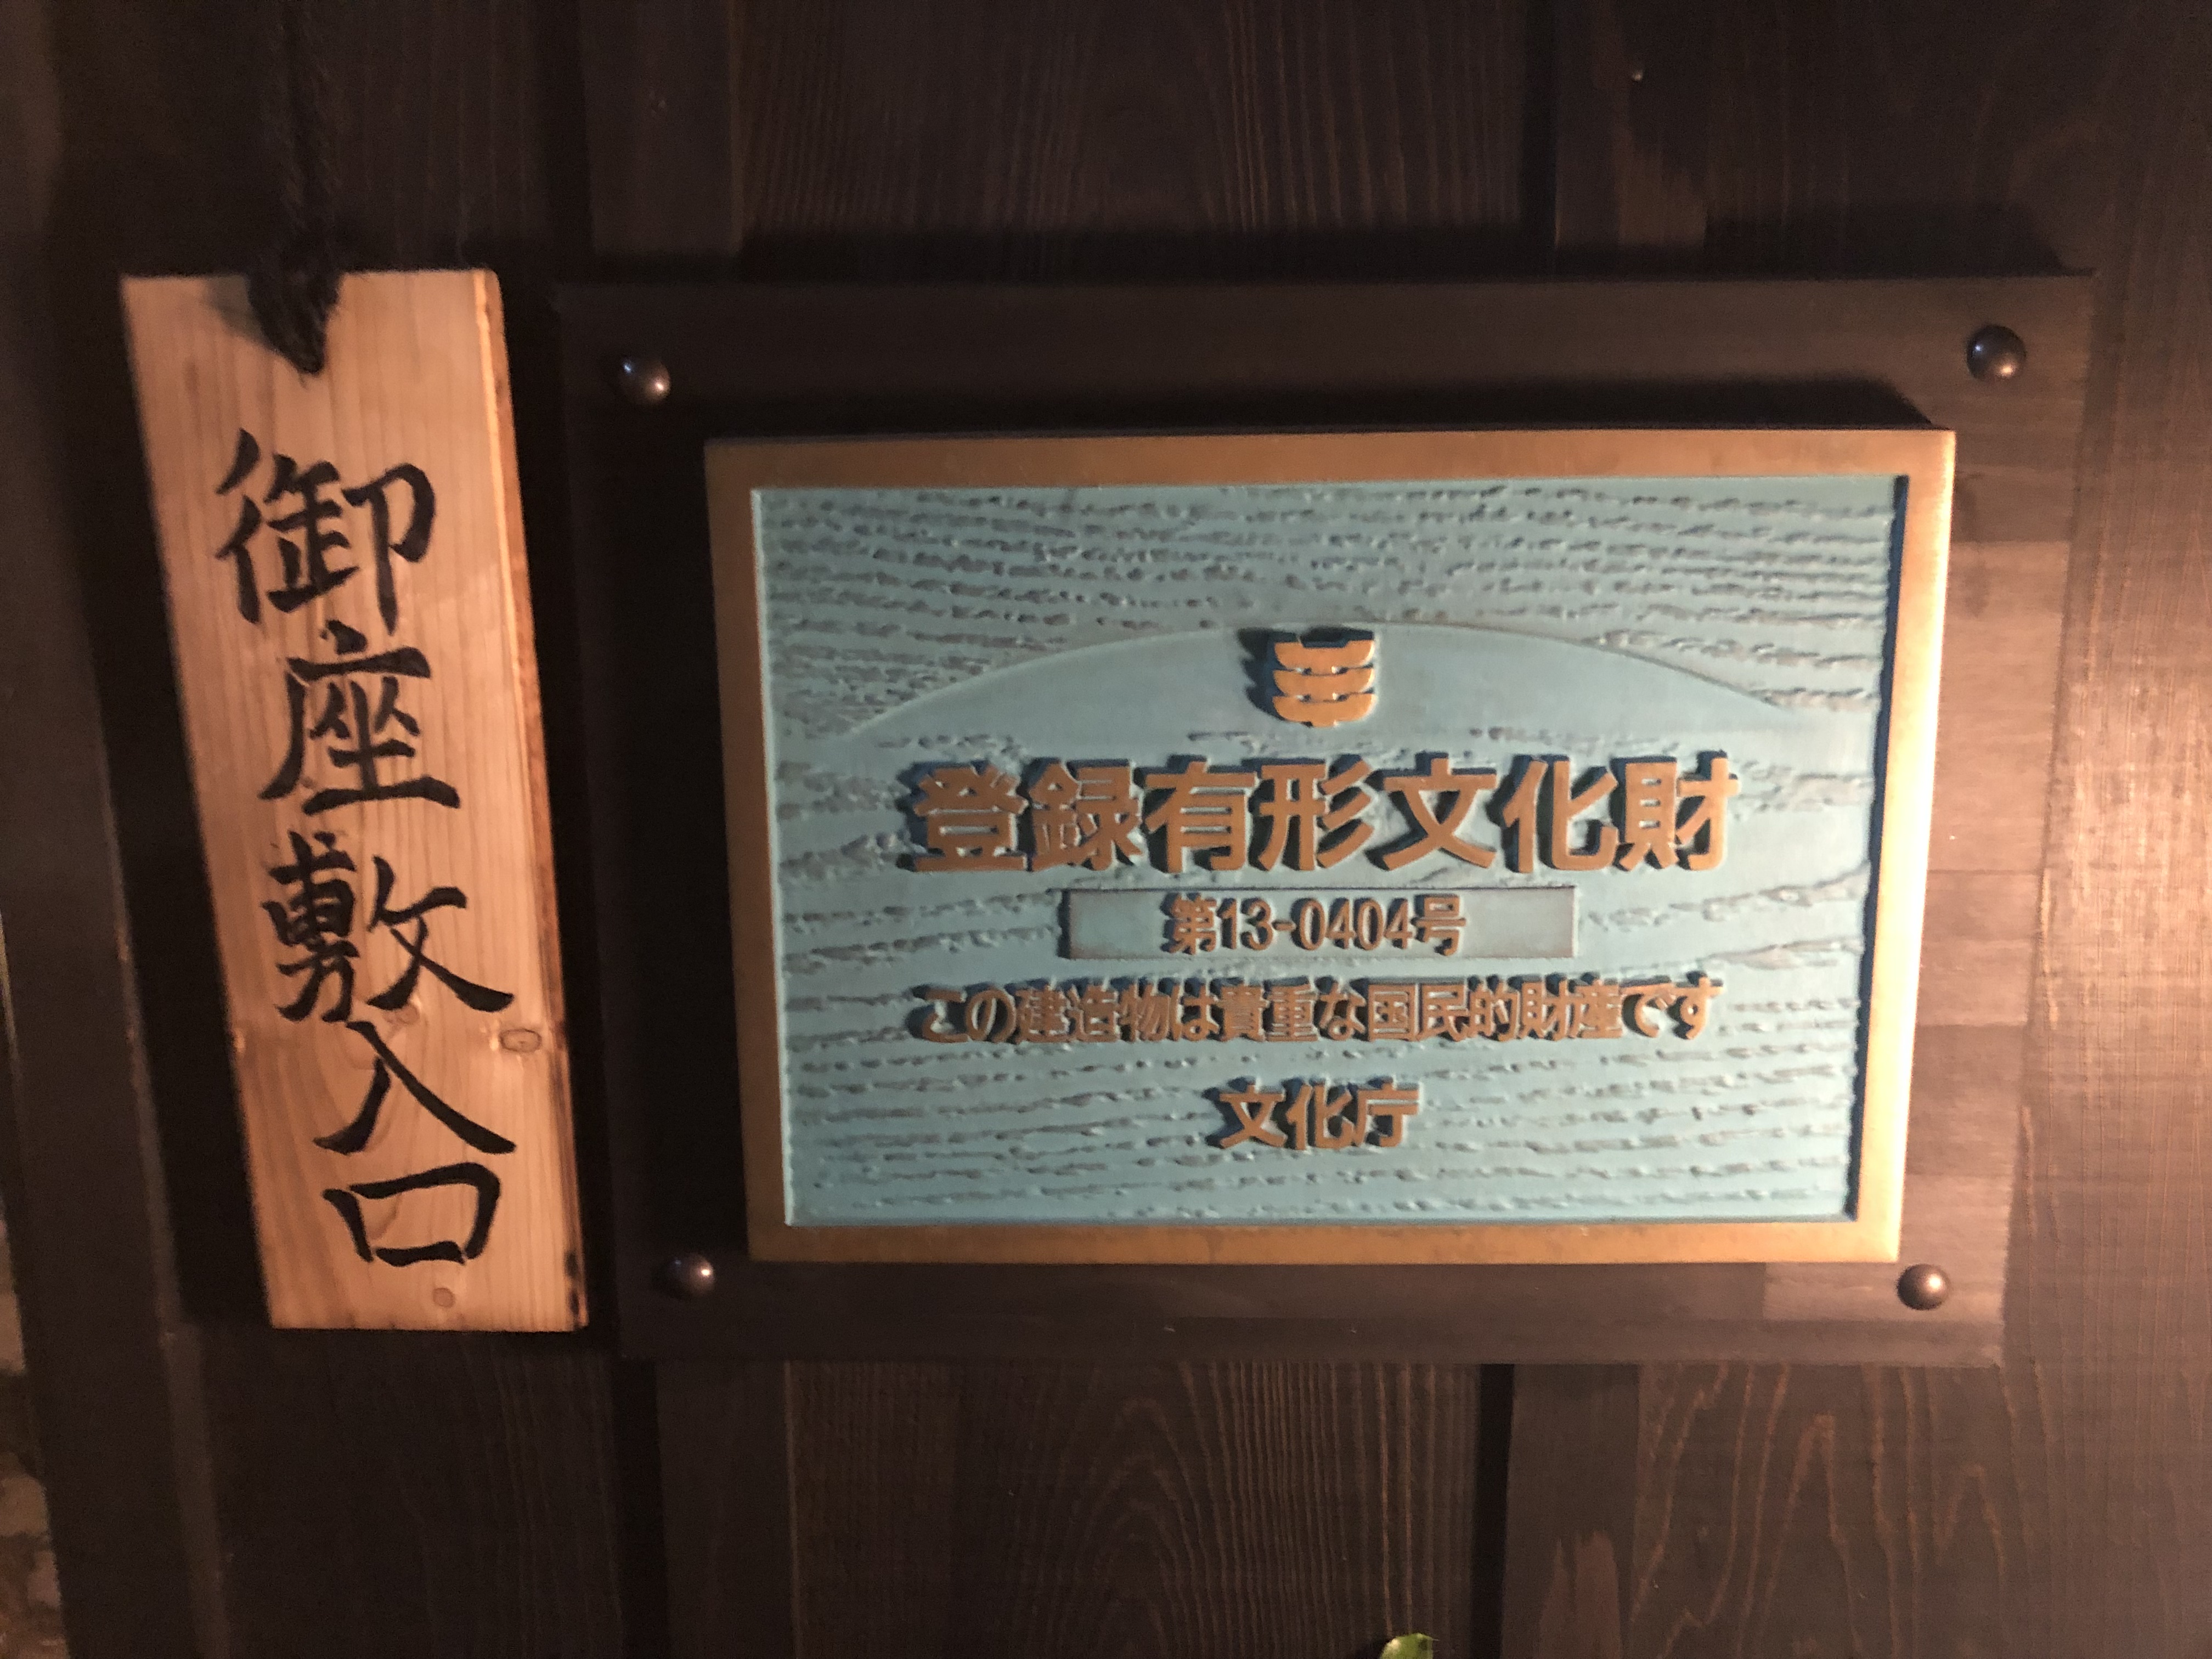 御座敷入口
登録有形文化財
第13-0404号
この建造物は貴重な国民的財産です
文化庁